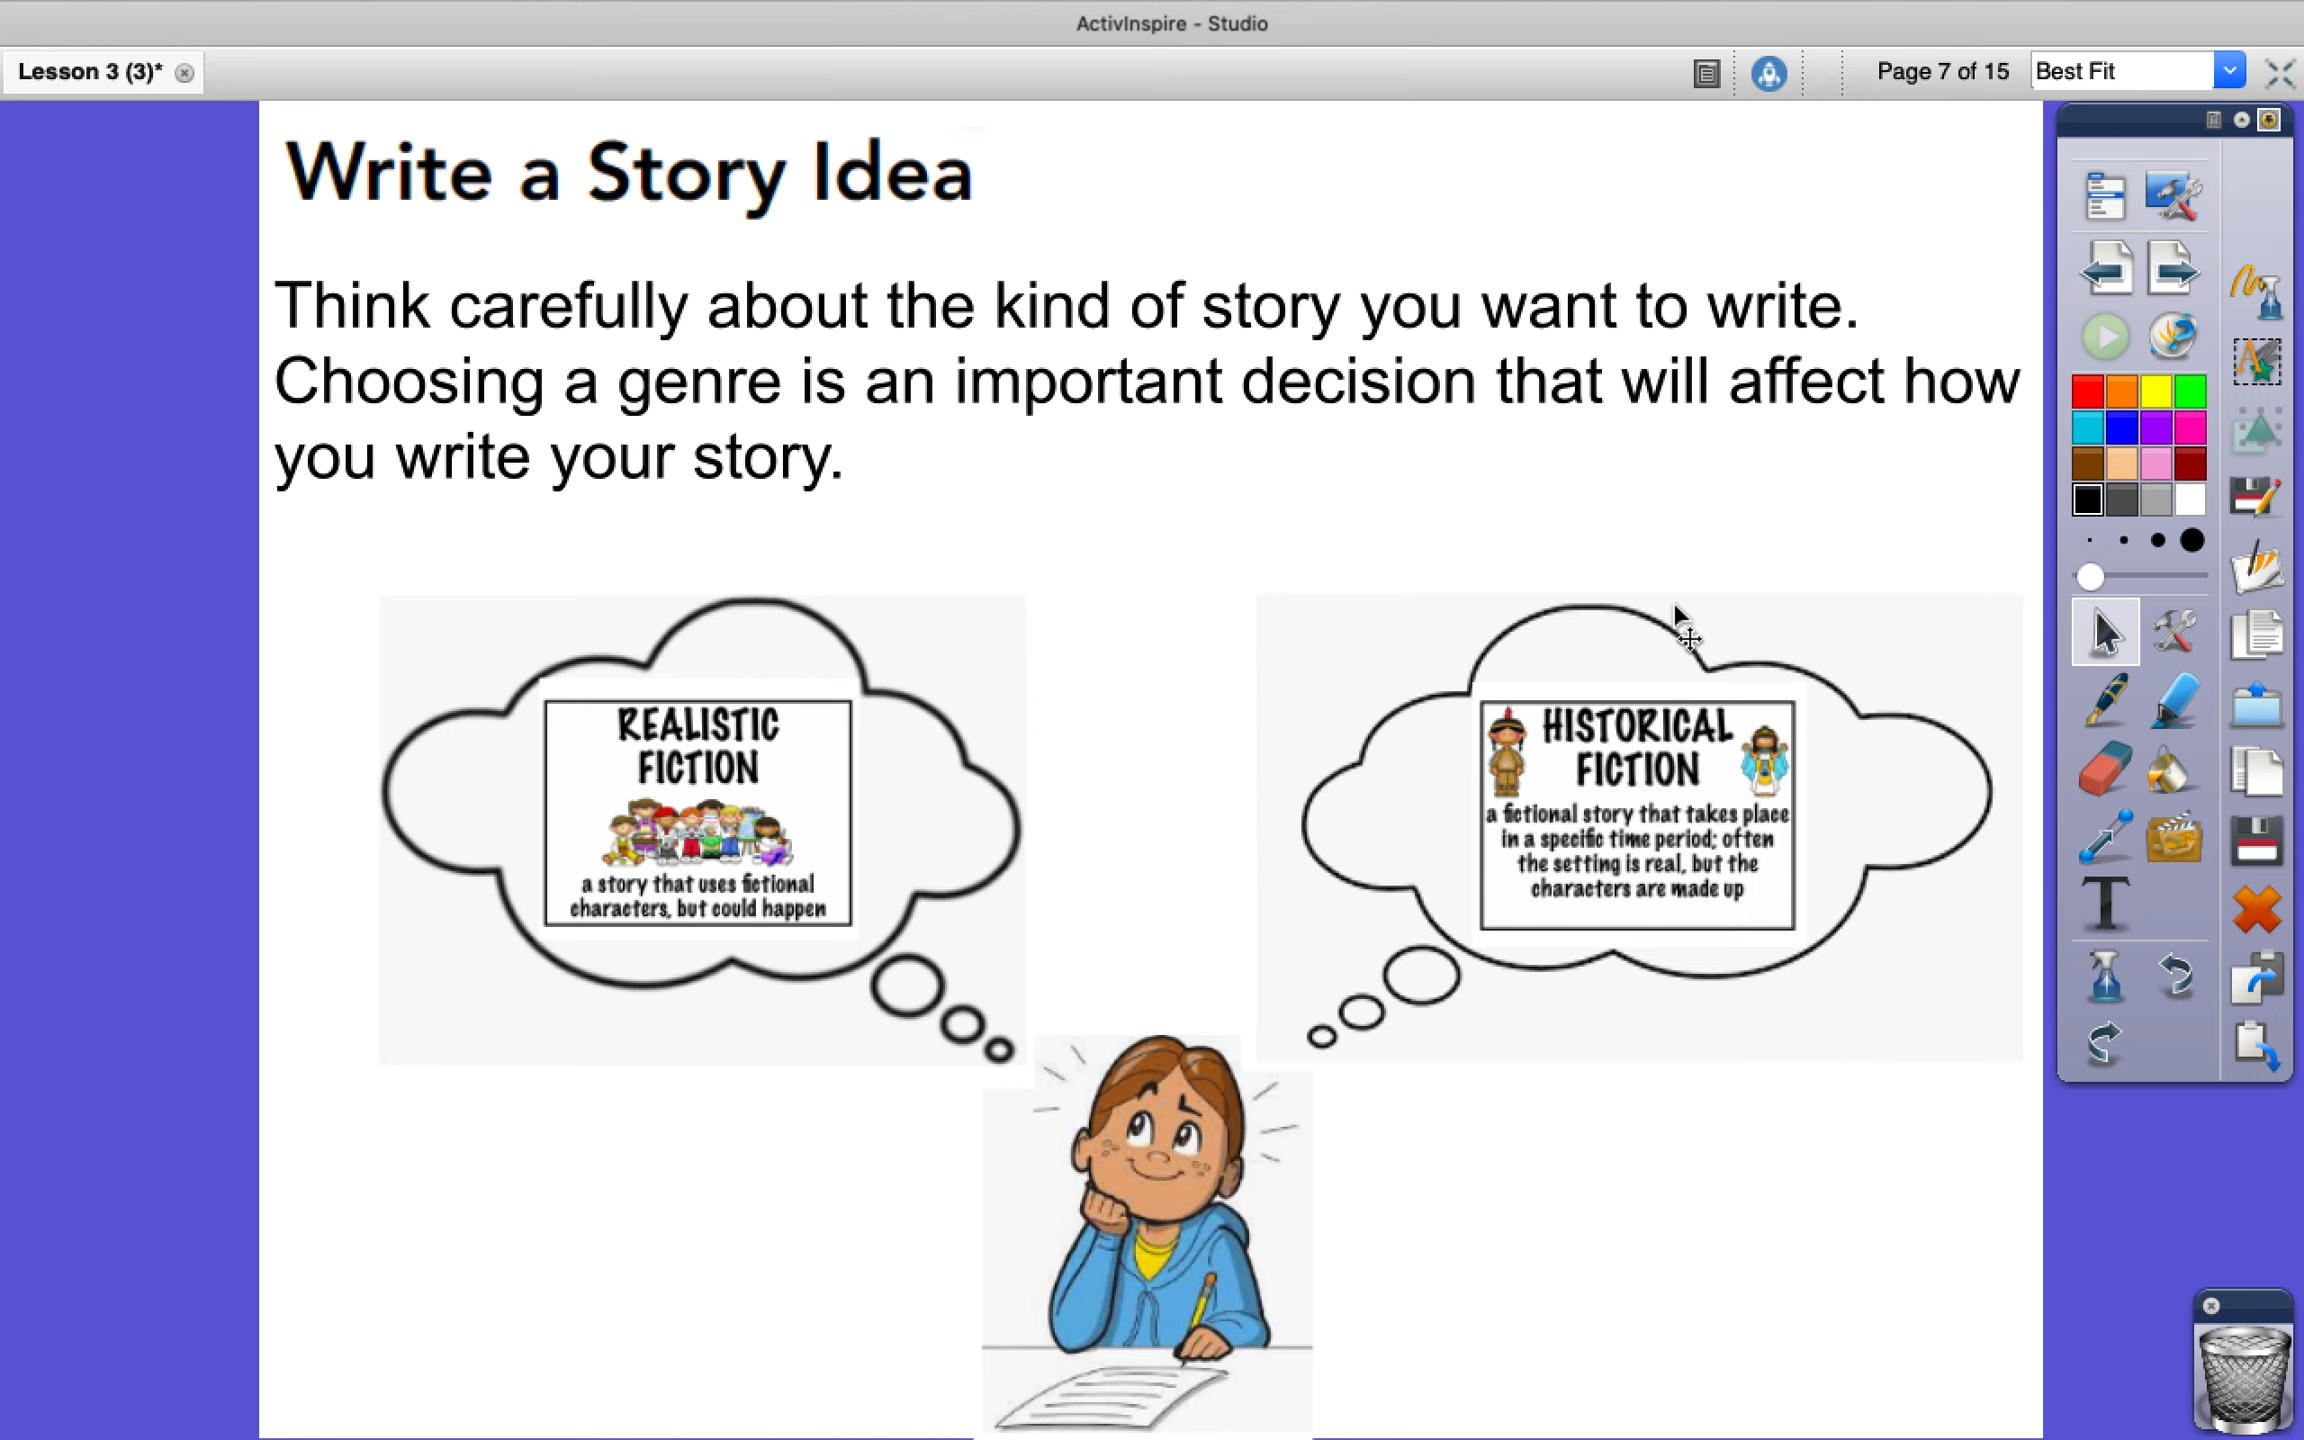 ActivInspire - Studio
Lesson 3 (3)*
Page 7 of 15
Best Fit
Write a Story Idea
Think carefully about the kind of story you want to write.
Choosing a genre is an important decision that will affect how
you write your story.
REALISTIC
FICTION
a story that uses fictional
characters, but could happen
HISTORICAL
FICTION
a fictional story that takes place
in a specific time period; often
the setting is real, but the
characters are made up
T